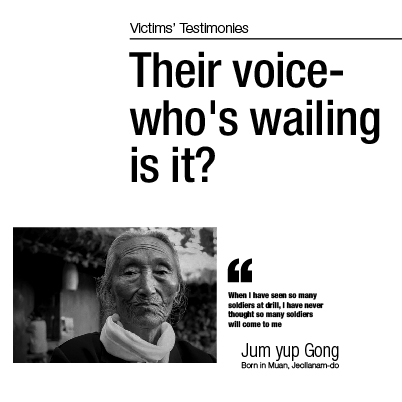 Victims' Testimonies
Their voice-
who's wailing
is it?
“
When I have seen so many
soldiers at drill, I have never
thought so many soldiers
will come to me
Jum yup Gong
Born in Muan, Jeollanam-do